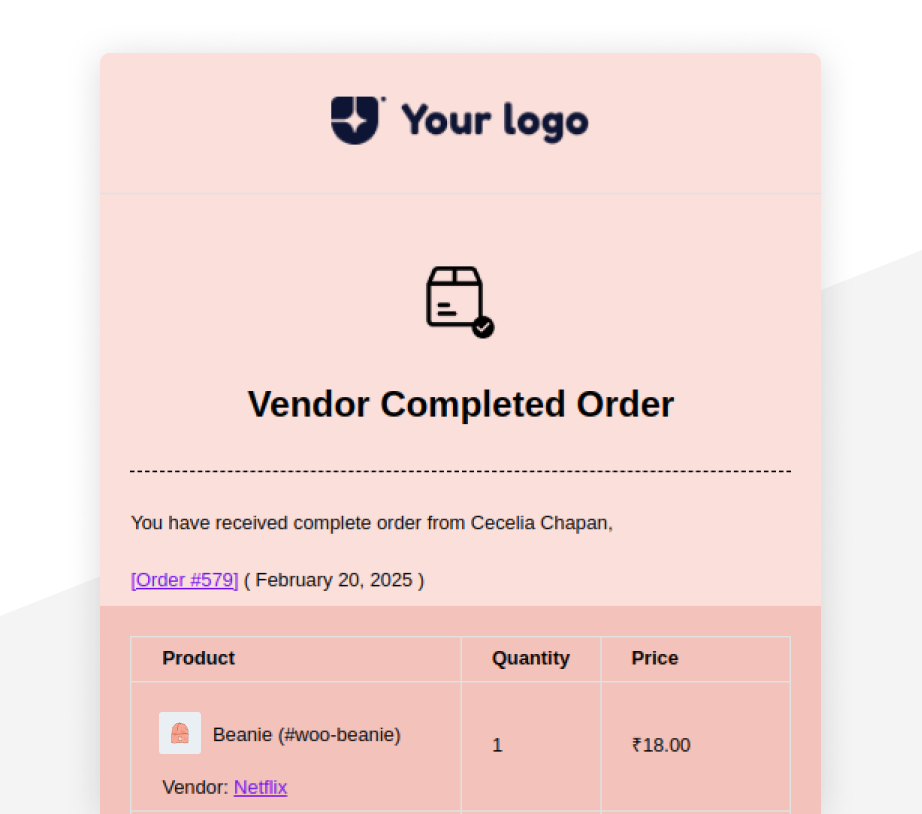 Your logo
Vendor Completed Order
You have received complete order from Cecelia Chapan,
[Order #579] ( February 20, 2025 )
Product Quantity Price
Beanie (#woo-beanie) 1 ₹18.00
Vendor: Netflix